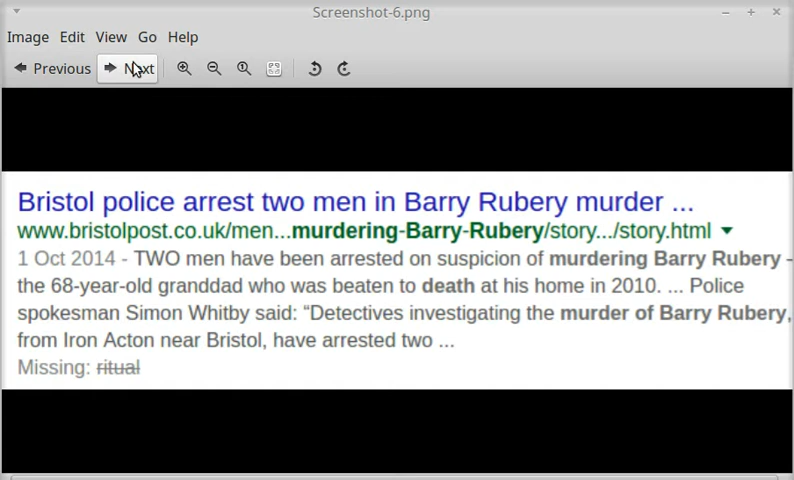 Screenshot-6.png
Image Edit View Go Help
Previous Next
Bristol police arrest two men in Barry Rubery murder ...
www.bristolpost.co.uk/men...murdering-Barry-Rubery/story.../story.html
1 Oct 2014 - TWO men have been arrested on suspicion of murdering Barry Rubery -
the 68-year-old granddad who was beaten to death at his home in 2010. ... Police
spokesman Simon Whitby said: “Detectives investigating the murder of Barry Rubery,
from Iron Acton near Bristol, have arrested two ...
Missing: ritual